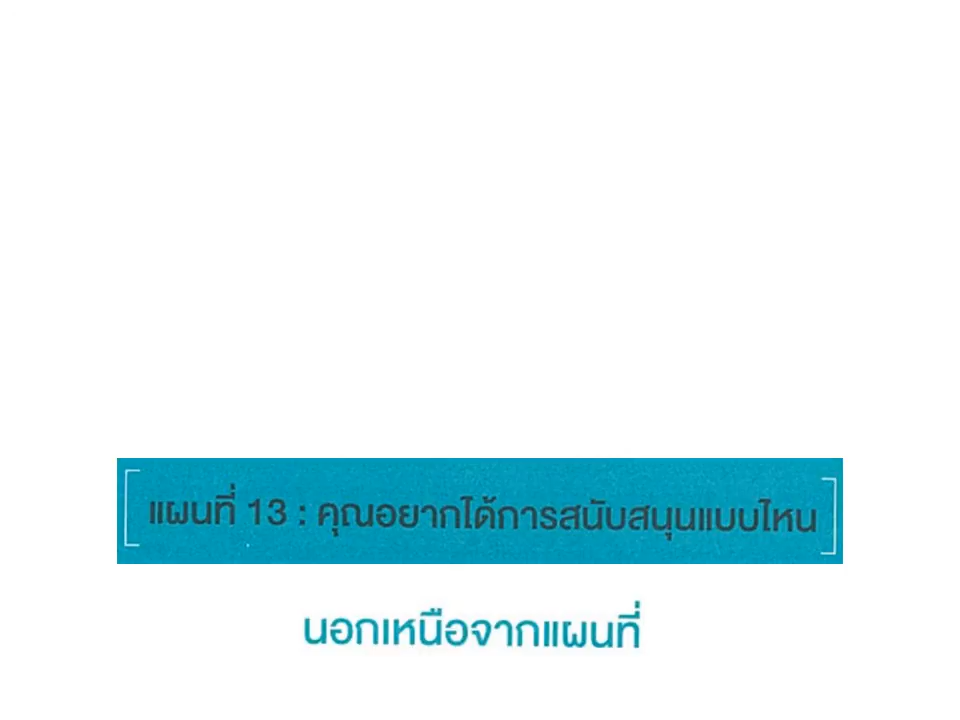 แผนที่ 13 : คุณอยากได้การสนับสนุนแบบไหน
นอกเหนือจากแผนที่